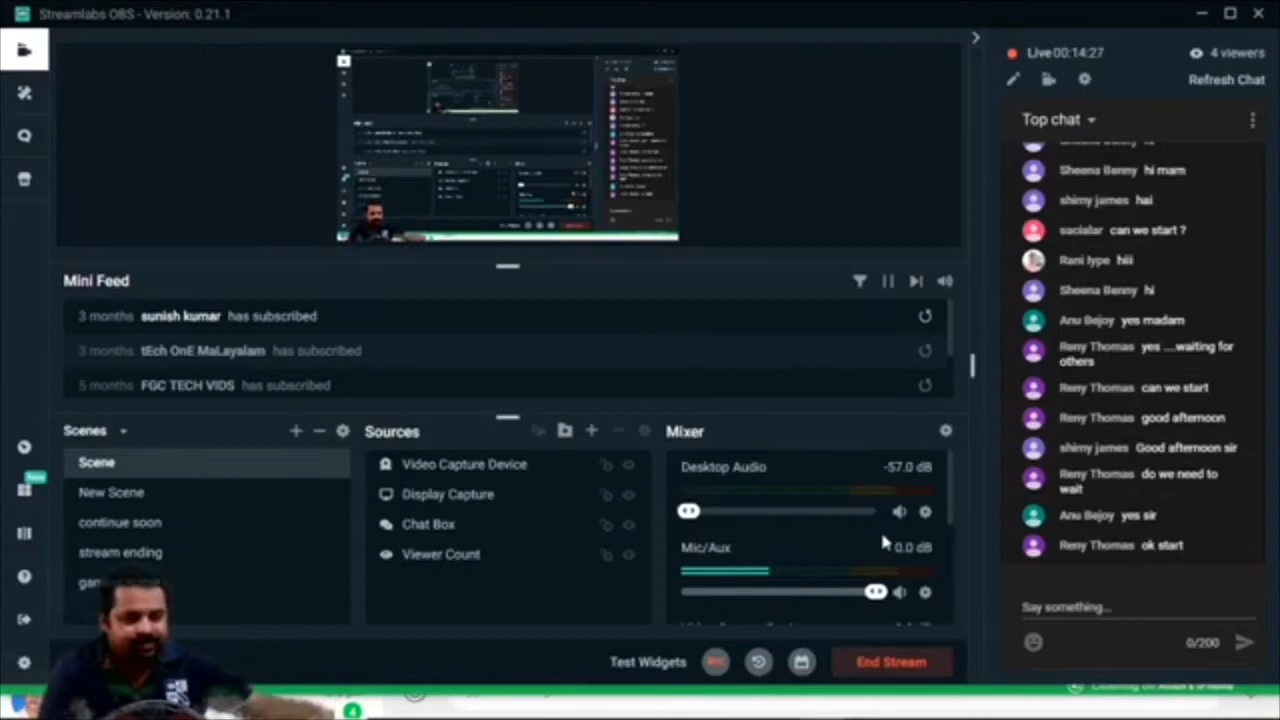 Streamlabs OBS - Version: 0.21.1
Live 00:14:27
4 viewers
Refresh Chat
Top chat
Sheena Benny hi mam
shimy james hai
sacialar can we start ?
Rani Iype hiii
Sheena Benny hi
Anu Bejoy yes madam
Reny Thomas yes ....waiting for
others
Reny Thomas can we start
Reny Thomas good afternoon
shimy james Good afternoon sir
Reny Thomas do we need to
wait
Anu Bejoy yes sir
Reny Thomas ok start
Say something...
0/200
Mini Feed
3 months sunish kumar has subscribed
3 months tEch OnE MaLayalam has subscribed
5 months FGC TECH VIDS has subscribed
Scenes
Scene
New Scene
continue soon
stream ending
Sources
Video Capture Device
Display Capture
Chat Box
Viewer Count
Mixer
Desktop Audio -57.0 dB
Mic/Aux 0.0 dB
Test Widgets
REC
End Stream
4